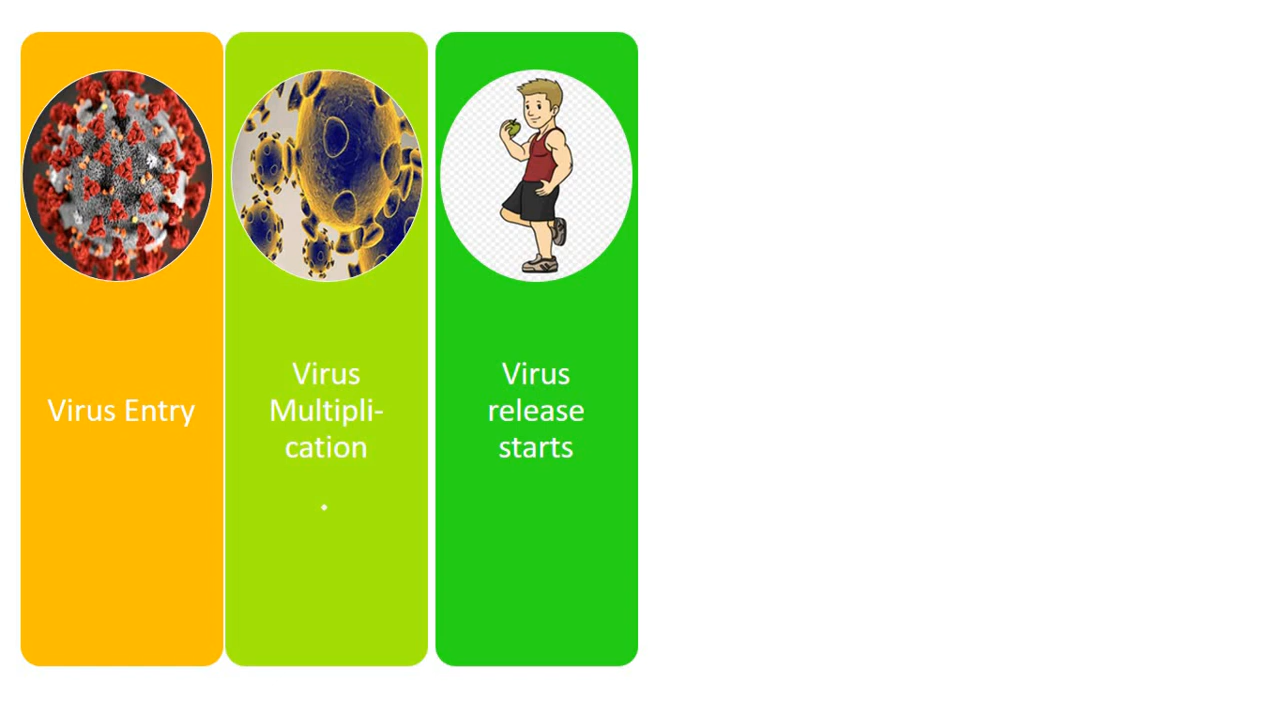 Virus Entry
Virus
Multipli-
cation
Virus
release
starts